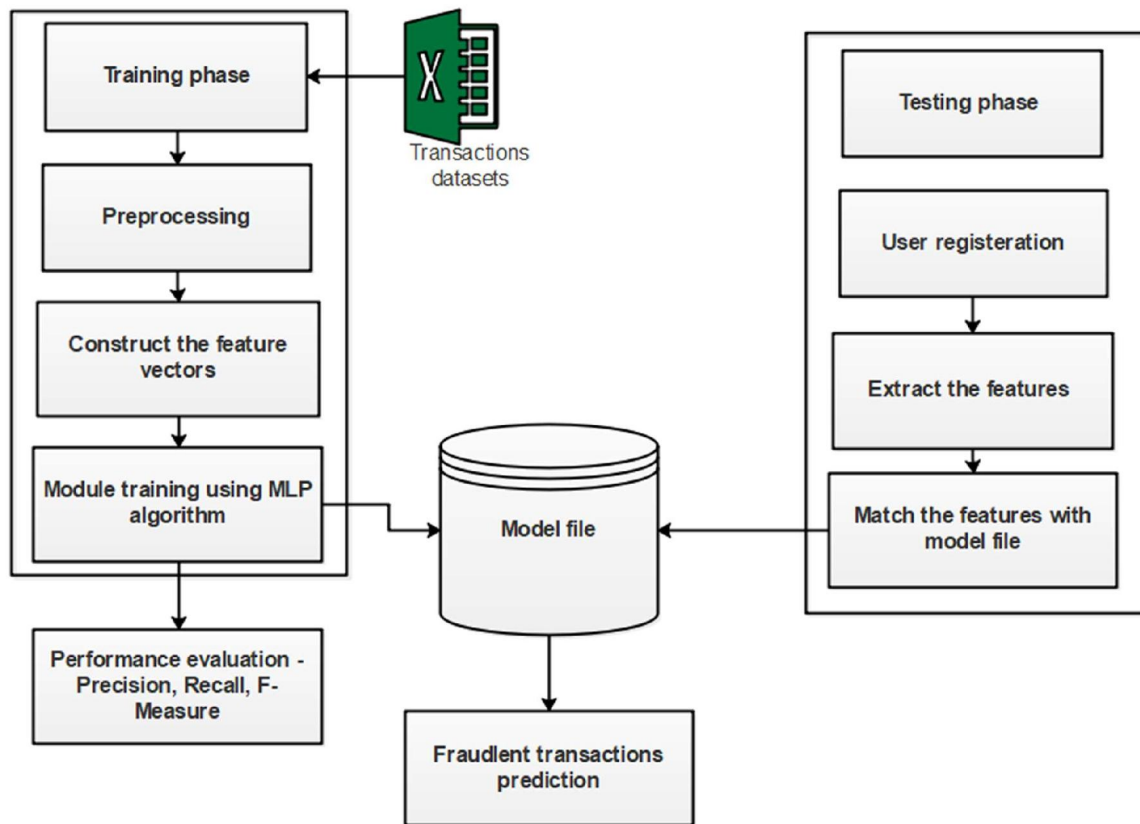 Training phase
Transactions
datasets
Preprocessing
Construct the feature
vectors
Module training using MLP
algorithm
Performance evaluation -
Precision, Recall, F-
Measure
Model file
Fraudlent transactions
prediction
Testing phase
User registeration
Extract the features
Match the features with
model file